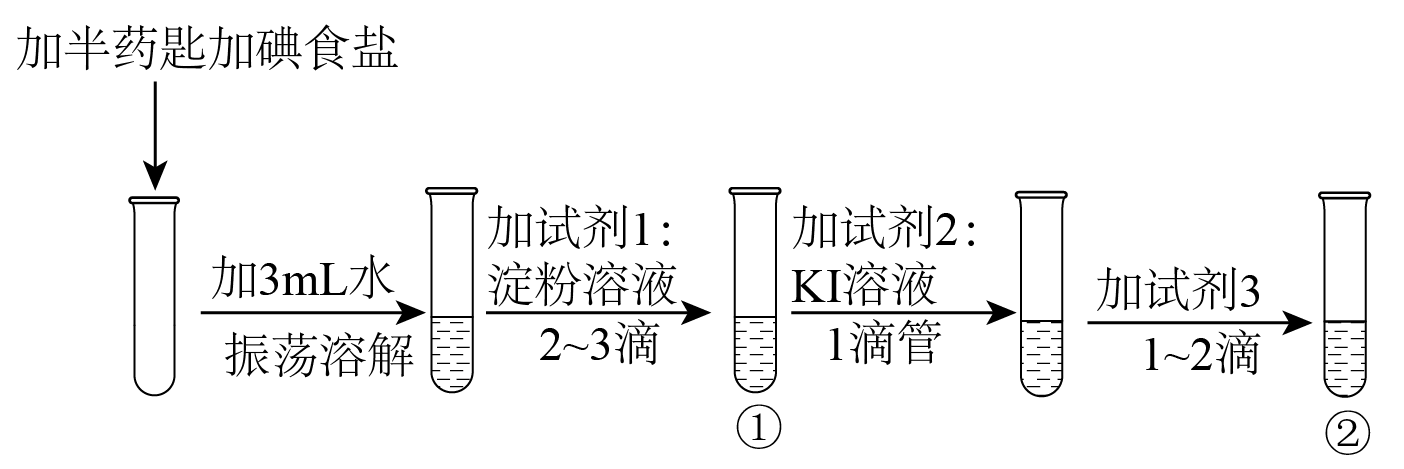 加半药匙加碘食盐
加3mL水
振荡溶解
加试剂1:
淀粉溶液
2~3滴
①
加试剂2:
KI溶液
1滴管
加试剂3
1~2滴
②